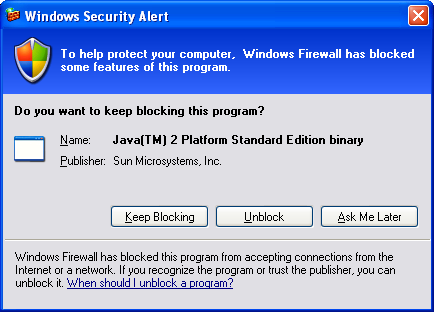 Windows Security Alert
To help protect your computer, Windows Firewall has blocked
some features of this program.
Do you want to keep blocking this program?
Name: Java(TM) 2 Platform Standard Edition binary
Publisher: Sun Microsystems, Inc.
Keep Blocking Unblock Ask Me Later
Windows Firewall has blocked this program from accepting connections from the
Internet or a network. If you recognize the program or trust the publisher, you can
unblock it. When should I unblock a program?